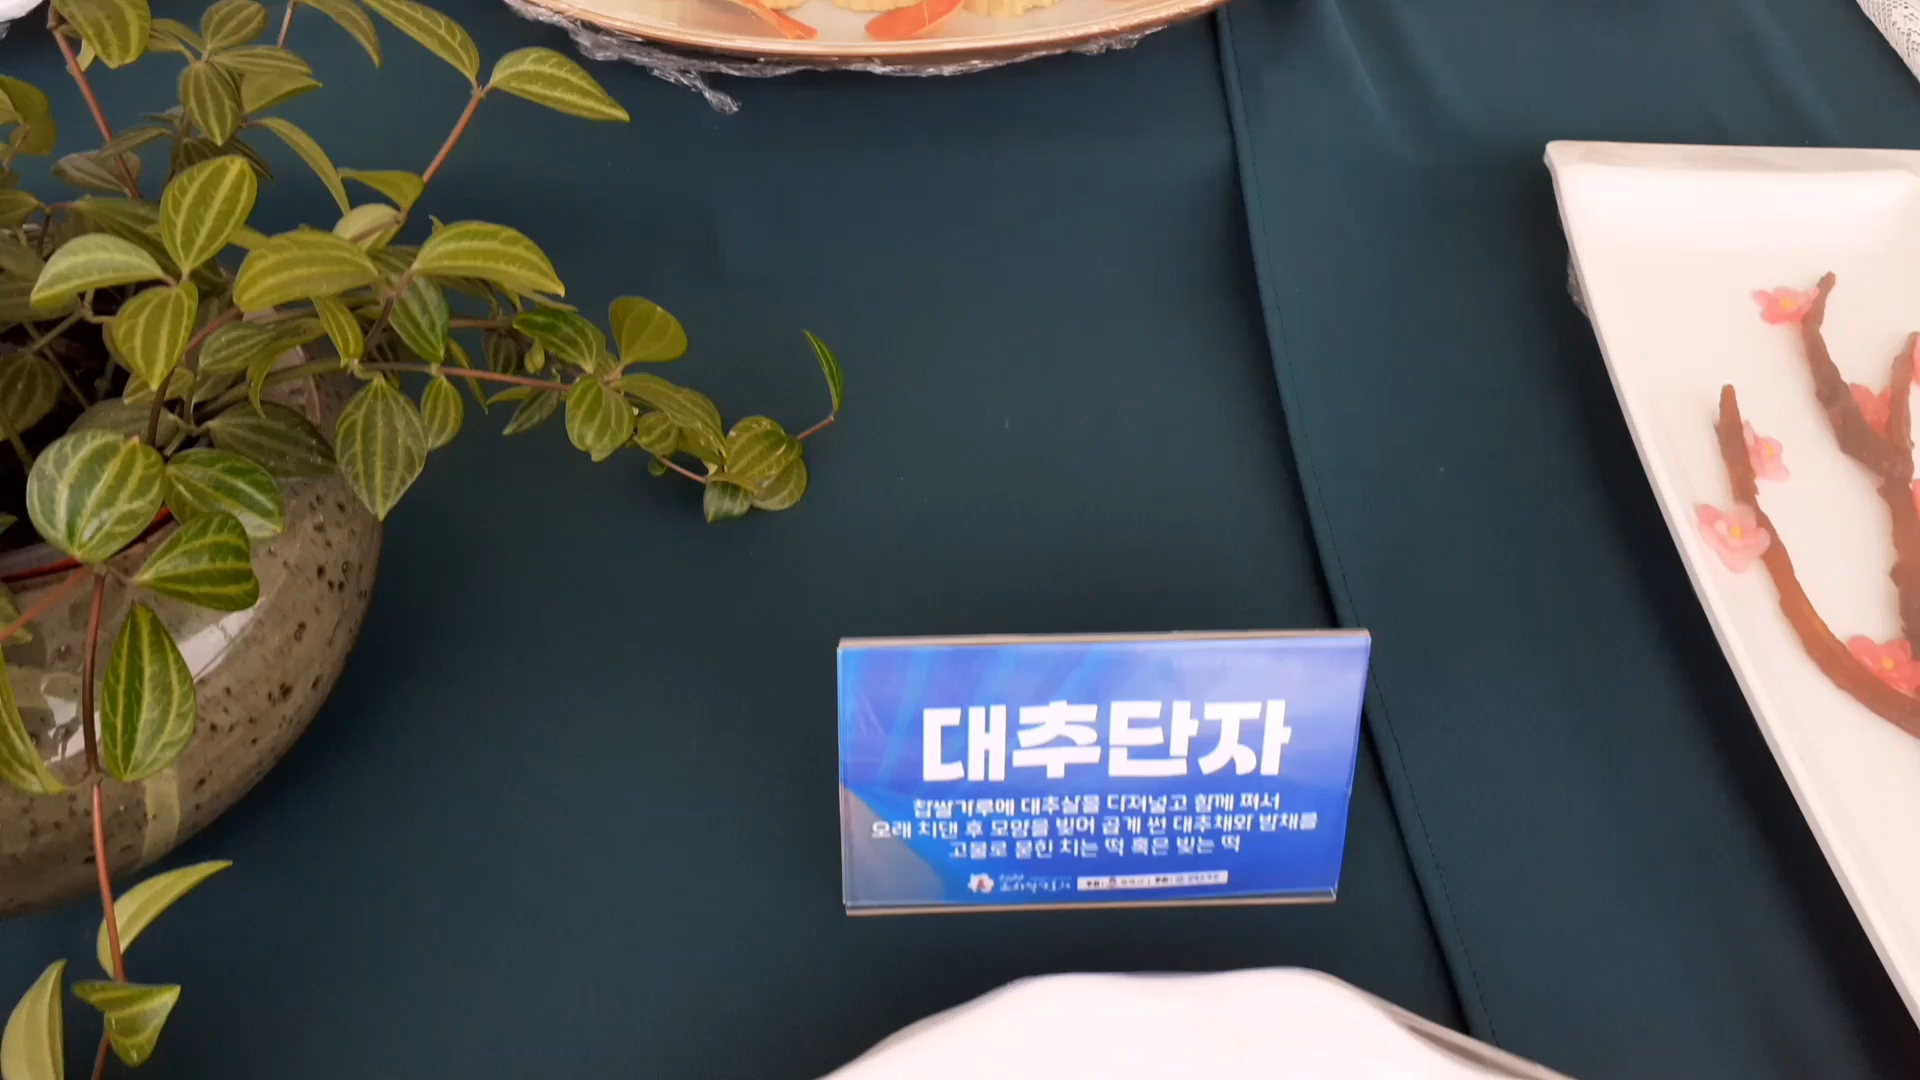 대추단자
찹쌀가루에 대추살을 다져넣고 함께 쪄서
오래 치댄 후 모양을 빚어 곱게 썬 대추채와 밤채를
고물로 묻힌 치는 떡 혹은 빚는 떡